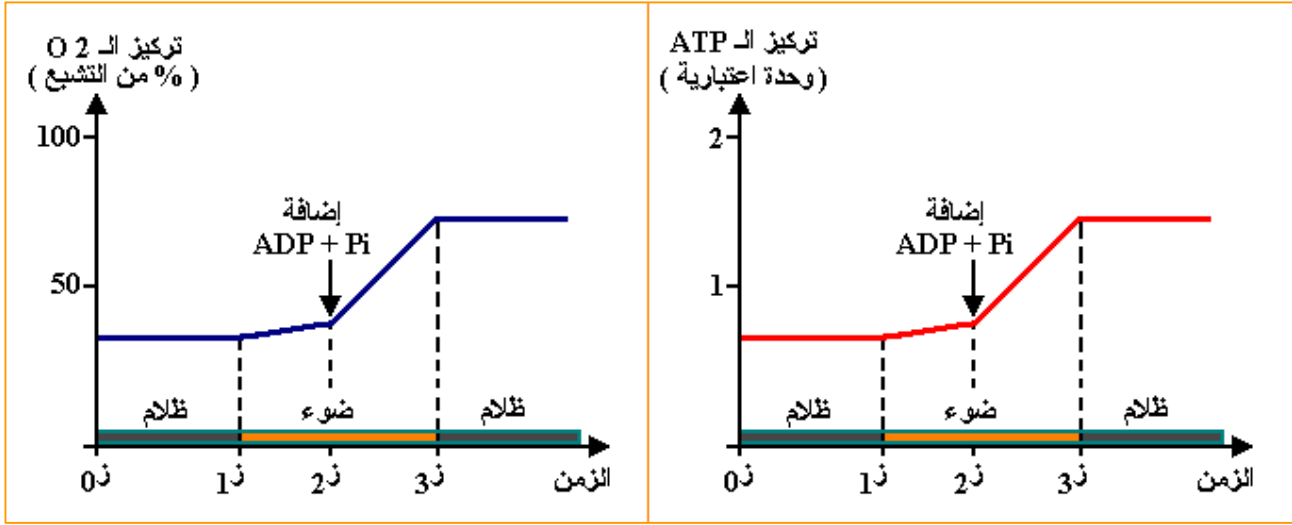 تركيز الـ O 2
( % من التشبع )
100
50
إضافة
ADP + Pi
ظلام
ضوء
ظلام
ز0
ز1
ز2
ز3
الزمن
تركيز الـ ATP
( وحدة اعتبارية )
2
1
إضافة
ADP + Pi
ظلام
ضوء
ظلام
ز0
ز1
ز2
ز3
الزمن